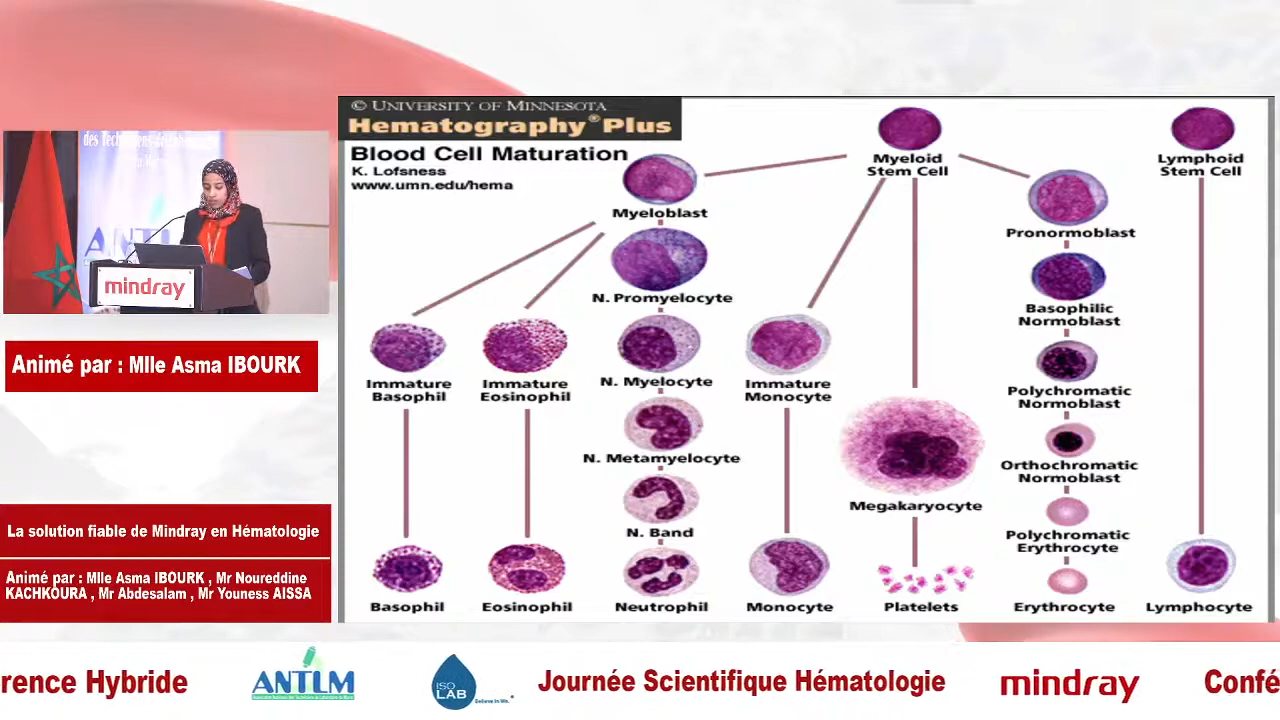 © UNIVERSITY OF MINNESOTA
Hematography® Plus
Blood Cell Maturation
K. Lofsness
www.umn.edu/hema
Myeloid
Stem Cell
Lymphoid
Stem Cell
Myeloblast
Pronormoblast
N. Promyelocyte
Basophilic
Normoblast
Immature
Basophil
Immature
Eosinophil
N. Myelocyte
Immature
Monocyte
Polychromatic
Normoblast
N. Metamyelocyte
Orthochromatic
Normoblast
Megakaryocyte
N. Band
Polychromatic
Erythrocyte
Basophil
Eosinophil
Neutrophil
Monocyte
Platelets
Erythrocyte
Lymphocyte
mindray
Animé par : Mlle Asma IBOURK
La solution fiable de Mindray en Hématologie
Animé par : Mlle Asma IBOURK , Mr Noureddine
KACHKOURA , Mr Abdesalam , Mr Youness AISSA
rence Hybride
ANTLM
ISO
LAB
Journée Scientifique Hématologie
mindray
Confé